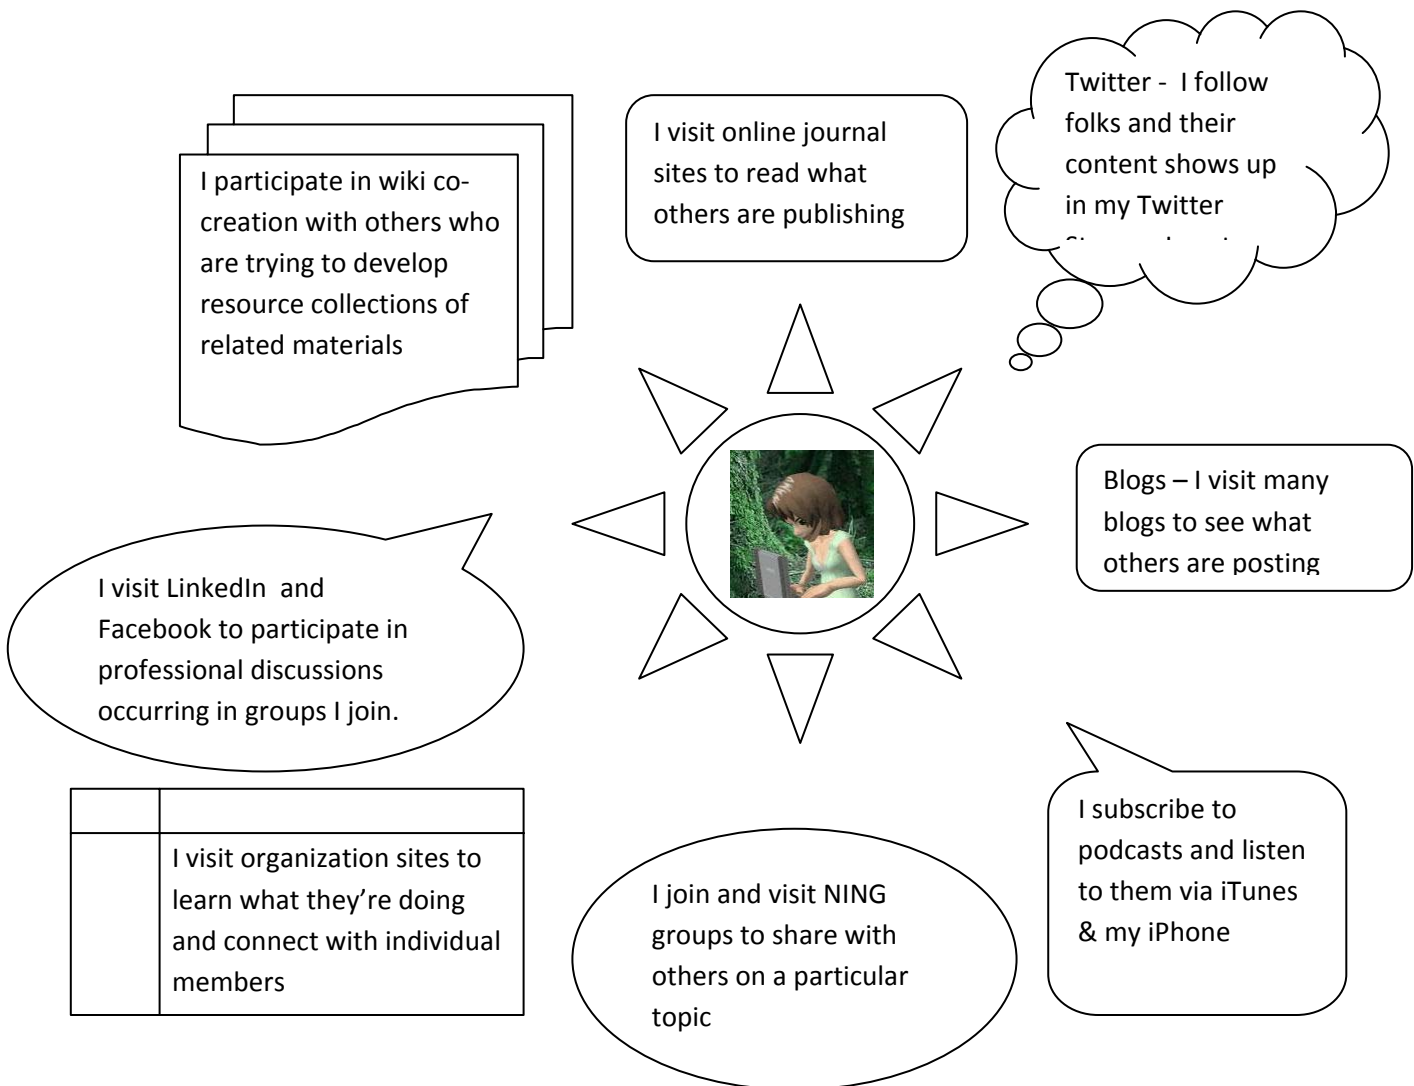 I participate in wiki co-
creation with others who
are trying to develop
resource collections of
related materials
I visit online journal
sites to read what
others are publishing
Twitter -  I follow
folks and their
content shows up
in my Twitter
Blogs – I visit many
blogs to see what
others are posting
I visit LinkedIn  and
Facebook to participate in
professional discussions
occurring in groups I join.
I visit organization sites to
learn what they’re doing
and connect with individual
members
I join and visit NING
groups to share with
others on a particular
topic
I subscribe to
podcasts and listen
to them via iTunes
& my iPhone